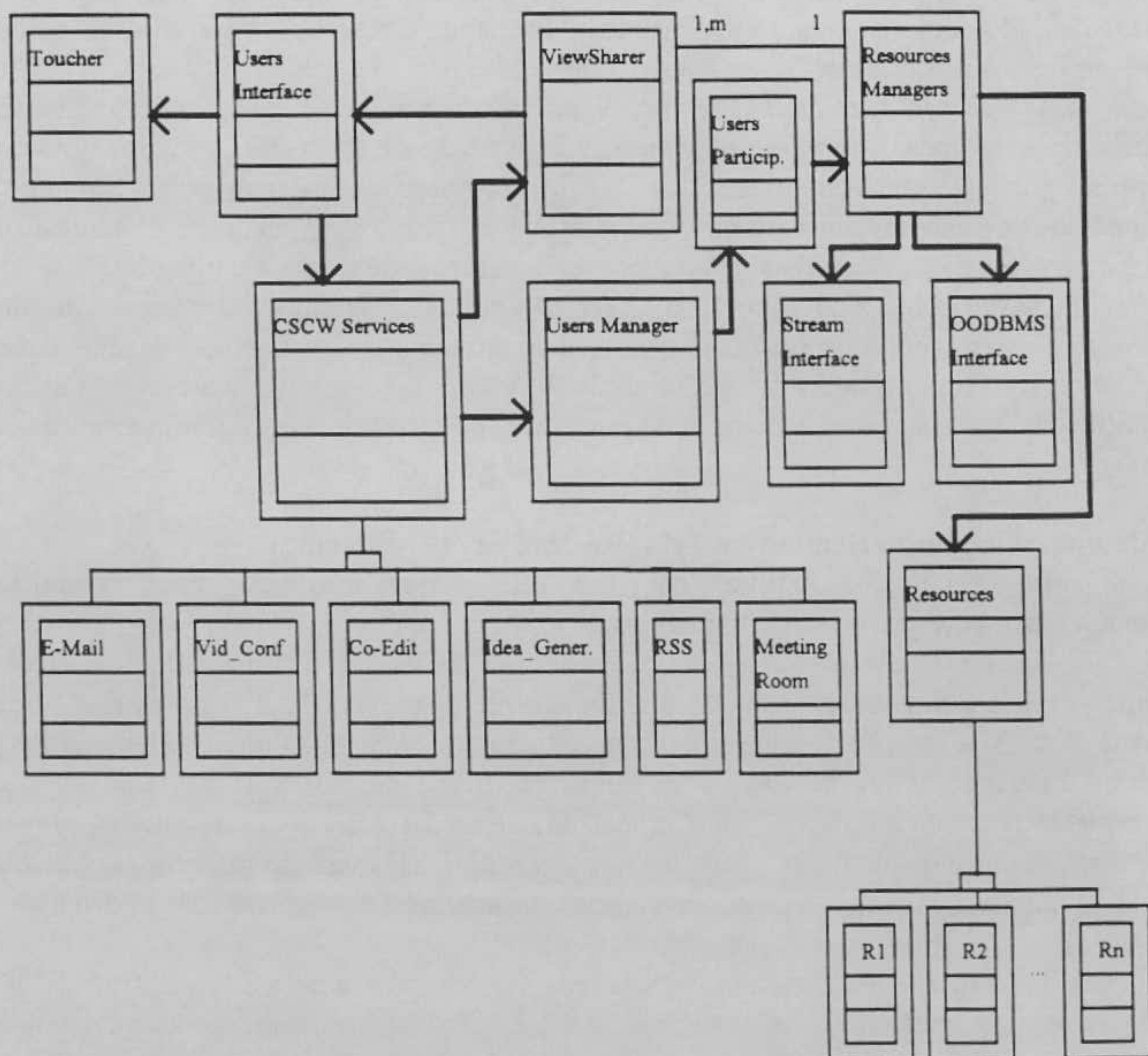 Toucher
Users
Interface
ViewSharer
1,m
1
Resources
Managers
Users
Particip.
CSCW Services
Users Manager
Stream
Interface
OODBMS
Interface
Resources
E-Mail
Vid_Conf
Co-Edit
Idea_Gener.
RSS
Meeting
Room
R1
R2
...
Rn